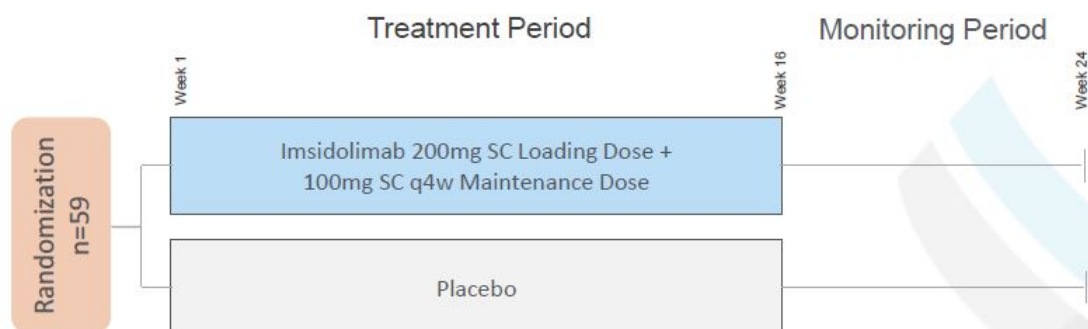 Treatment Period
Monitoring Period
Week 1
Week 16
Week 24
Randomization
n=59
Imsidolimab 200mg SC Loading Dose +
100mg SC q4w Maintenance Dose
Placebo